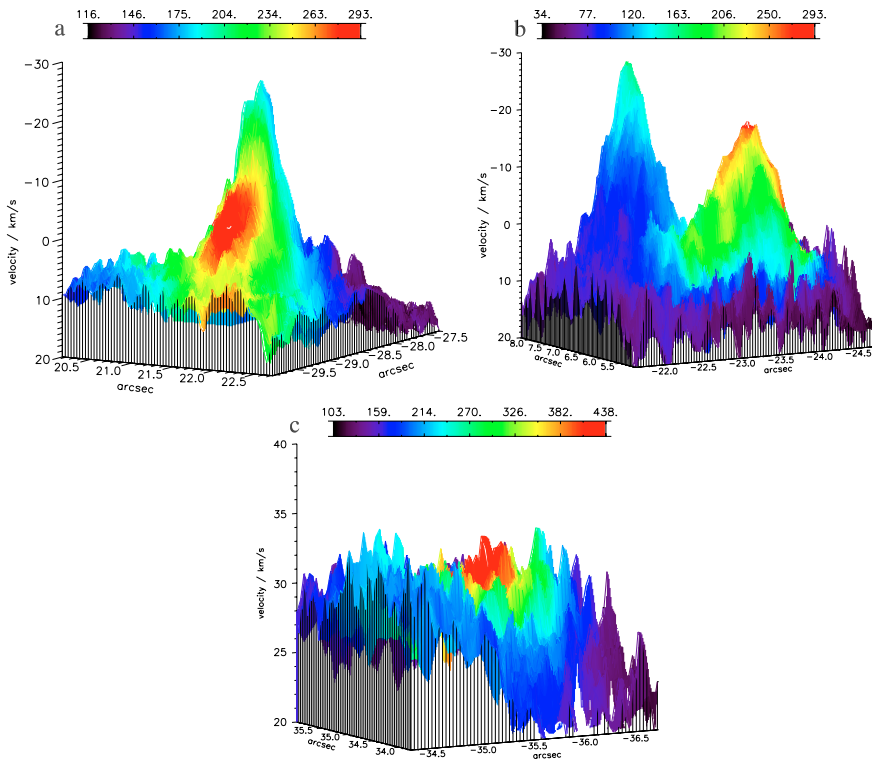 a
116. 146. 175. 204. 234. 263. 293.
-30
-20
-10
0
10
20
velocity / km/s
20.5 21.0 21.5 22.0 22.5
arcsec
-29.5 -29.0 -28.5 -28.0 -27.5
arcsec
b
34. 77. 120. 163. 206. 250. 293.
-30
-20
-10
0
10
20
velocity / km/s
8.0 7.5 7.0 6.5 6.0 5.5
arcsec
-22.0 -22.5 -23.0 -23.5 -24.0 -24.5
arcsec
c
103. 159. 214. 270. 326. 382. 438.
40
35
30
25
20
velocity / km/s
35.5 35.0 34.5 34.0
arcsec
-34.5 -35.0 -35.5 -36.0 -36.5
arcsec